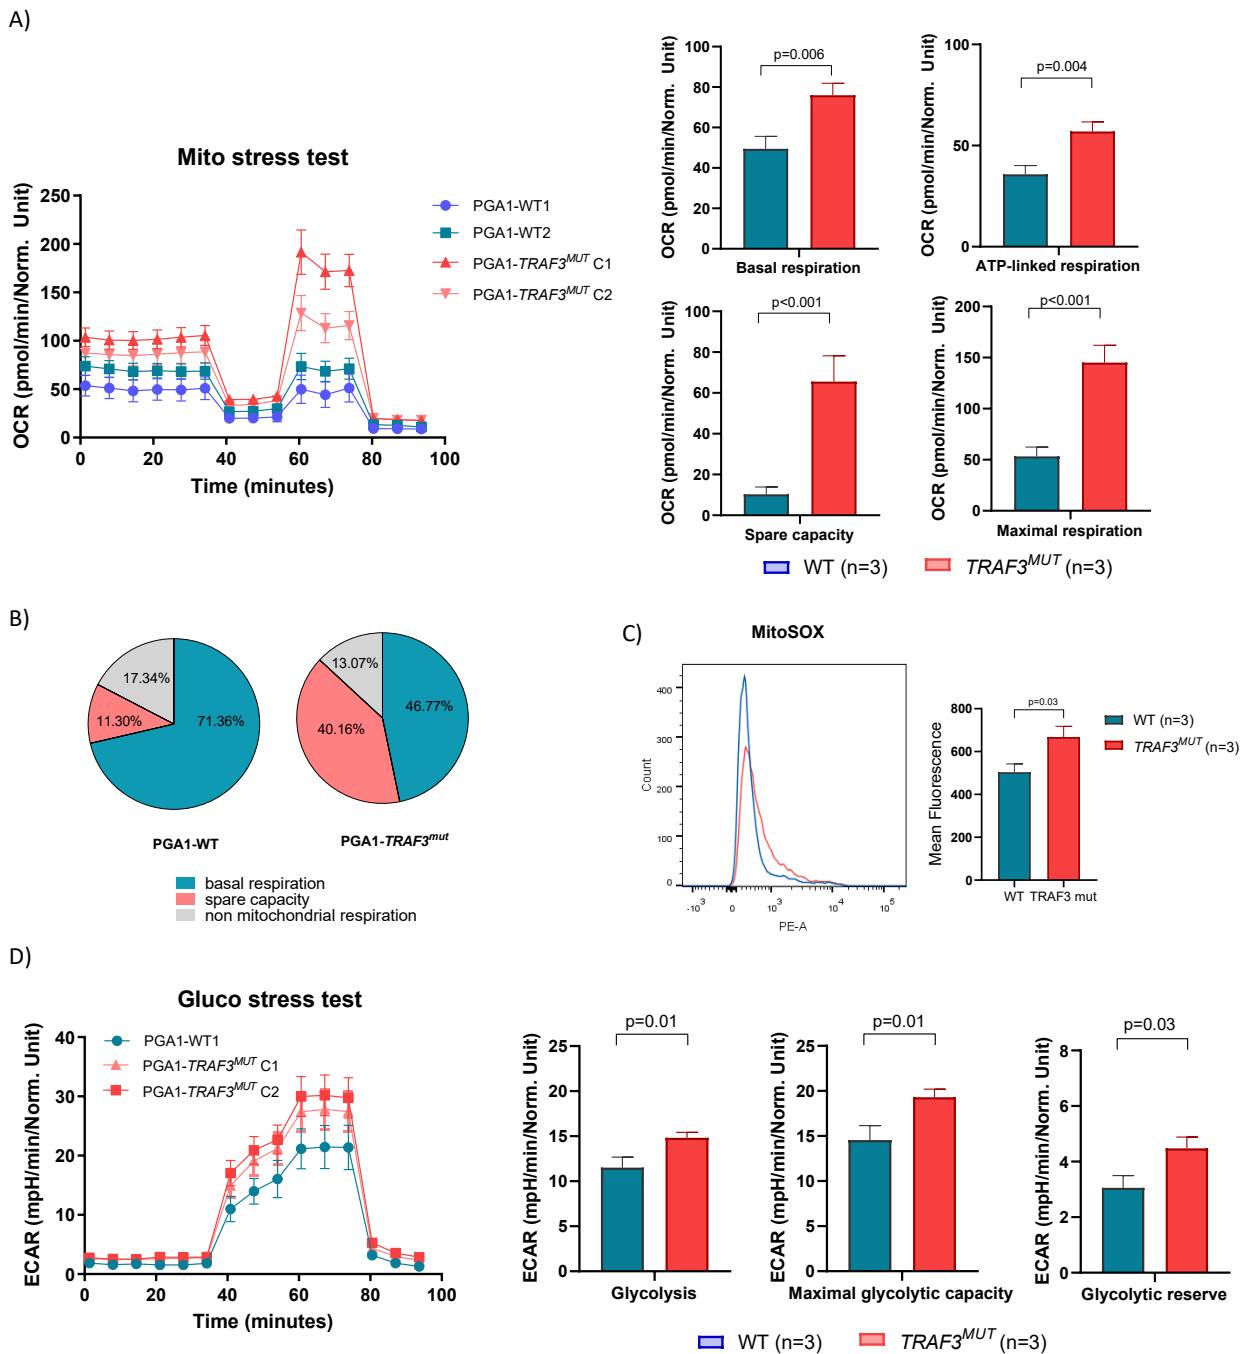 A)
Mito stress test
OCR (pmol/min/Norm. Unit)
250
200
150
100
50
0
0 20 40 60 80 100
Time (minutes)
PGA1-WT1
PGA1-WT2
PGA1-TRAF3MUT C1
PGA1-TRAF3MUT C2
OCR (pmol/min/Norm. Unit)
100
80
60
40
20
0
p=0.006
Basal respiration
OCR (pmol/min/Norm. Unit)
100
50
0
p=0.004
ATP-linked respiration
OCR (pmol/min/Norm. Unit)
100
80
60
40
20
0
p<0.001
Spare capacity
OCR (pmol/min/Norm. Unit)
200
150
100
50
0
p<0.001
Maximal respiration
WT (n=3) TRAF3MUT (n=3)
B)
17.34%
11.30%
71.36%
PGA1-WT
13.07%
40.16%
46.77%
PGA1-TRAF3mut
basal respiration
spare capacity
non mitochondrial respiration
C)
MitoSOX
Count
400
300
200
100
0
-103 0 103 104 105
PE-A
Mean Fluorescence
800
600
400
200
0
p=0.03
WT TRAF3 mut
WT (n=3)
TRAF3MUT (n=3)
D)
Gluco stress test
ECAR (mpH/min/Norm. Unit)
40
30
20
10
0
0 20 40 60 80 100
Time (minutes)
PGA1-WT1
PGA1-TRAF3MUT C1
PGA1-TRAF3MUT C2
ECAR (mpH/min/Norm. Unit)
25
20
15
10
5
0
p=0.01
Glycolysis
ECAR (mpH/min/Norm. Unit)
25
20
15
10
5
0
p=0.01
Maximal glycolytic capacity
ECAR (mpH/min/Norm. Unit)
8
6
4
2
0
p=0.03
Glycolytic reserve
WT (n=3) TRAF3MUT (n=3)